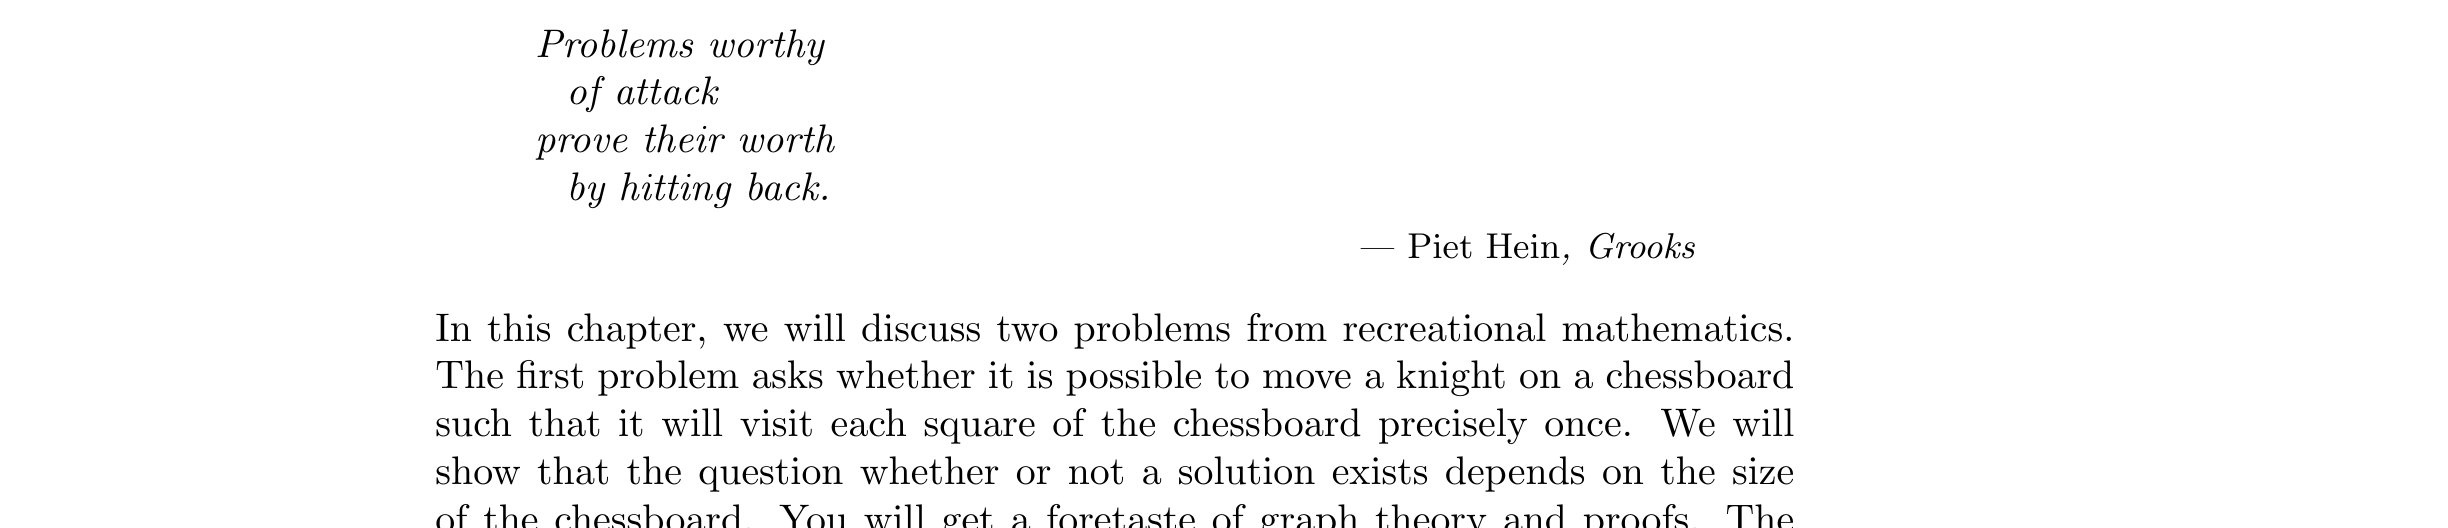 Problems worthy
of attack
prove their worth
by hitting back.
— Piet Hein, Grooks
In this chapter, we will discuss two problems from recreational mathematics.
The first problem asks whether it is possible to move a knight on a chessboard
such that it will visit each square of the chessboard precisely once. We will
show that the question whether or not a solution exists depends on the size
of the chessboard. You will get a foretaste of graph theory and proofs. The